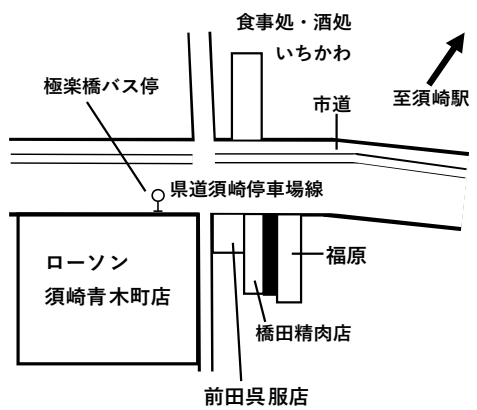 食事処・酒処
いちかわ
極楽橋バス停
市道
至須崎駅
県道須崎停車場線
ローソン
須崎青木町店
福原
橋田精肉店
前田呉服店